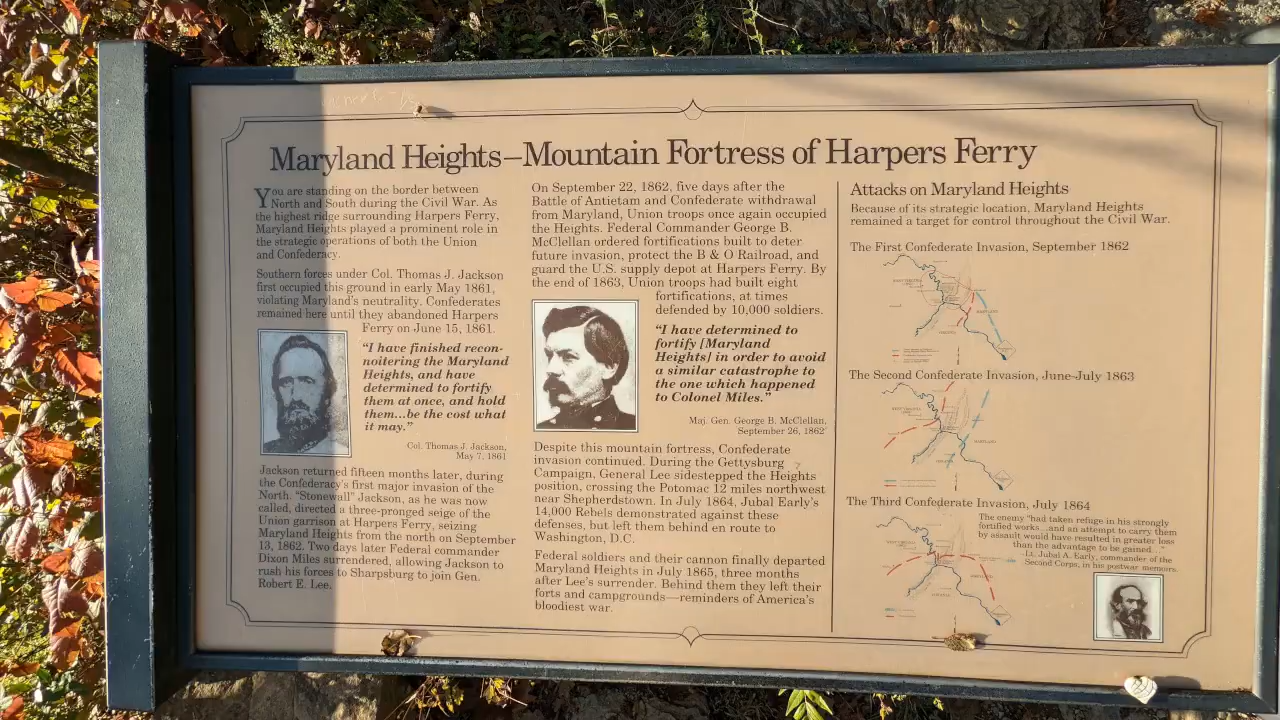 Maryland Heights–Mountain Fortress of Harpers Ferry
You are standing on the border between
North and South during the Civil War. As
the highest ridge surrounding Harpers Ferry,
Maryland Heights played a prominent role in
the strategic operations of both the Union
and Confederacy.
Southern forces under Col. Thomas J. Jackson
first occupied this ground in early May 1861,
violating Maryland's neutrality. Confederates
remained here until they abandoned Harpers
Ferry on June 15, 1861.
"I have finished recon-
noitering the Maryland
Heights, and have
determined to fortify
them at once, and hold
them...be the cost what
it may."
Col. Thomas J. Jackson,
May 7, 1861
Jackson returned fifteen months later, during
the Confederacy's first major invasion of the
North. "Stonewall" Jackson, as he was now
called, directed a three-pronged seige of the
Union garrison at Harpers Ferry, seizing
Maryland Heights from the north on September
13, 1862. Two days later Federal commander
Dixon Miles surrendered, allowing Jackson to
rush his forces to Sharpsburg to join Gen.
Robert E. Lee.
On September 22, 1862, five days after the
Battle of Antietam and Confederate withdrawal
from Maryland, Union troops once again occupied
the Heights. Federal Commander George B.
McClellan ordered fortifications built to deter
future invasion, protect the B & O Railroad, and
guard the U.S. supply depot at Harpers Ferry. By
the end of 1863, Union troops had built eight
fortifications, at times
defended by 10,000 soldiers.
"I have determined to
fortify [Maryland
Heights] in order to avoid
a similar catastrophe to
the one which happened
to Colonel Miles."
Maj. Gen. George B. McClellan,
September 26, 1862
Despite this mountain fortress, Confederate
invasion continued. During the Gettysburg
Campaign, General Lee sidestepped the Heights
position, crossing the Potomac 12 miles northwest
near Shepherdstown. In July 1864, Jubal Early's
14,000 Rebels demonstrated against these
defenses, but left them behind en route to
Washington, D.C.
Federal soldiers and their cannon finally departed
Maryland Heights in July 1865, three months
after Lee's surrender. Behind them they left their
forts and campgrounds—reminders of America's
bloodiest war.
Attacks on Maryland Heights
Because of its strategic location, Maryland Heights
remained a target for control throughout the Civil War.
The First Confederate Invasion, September 1862
MARYLAND
The Second Confederate Invasion, June-July 1863
MARYLAND
The Third Confederate Invasion, July 1864
The enemy "had taken refuge in his strongly
fortified works...and an attempt to carry them
by assault would have resulted in greater loss
than the advantage to be gained..."
Lt. Jubal A. Early, commander of the
Second Corps, in his postwar memoirs.
MARYLAND